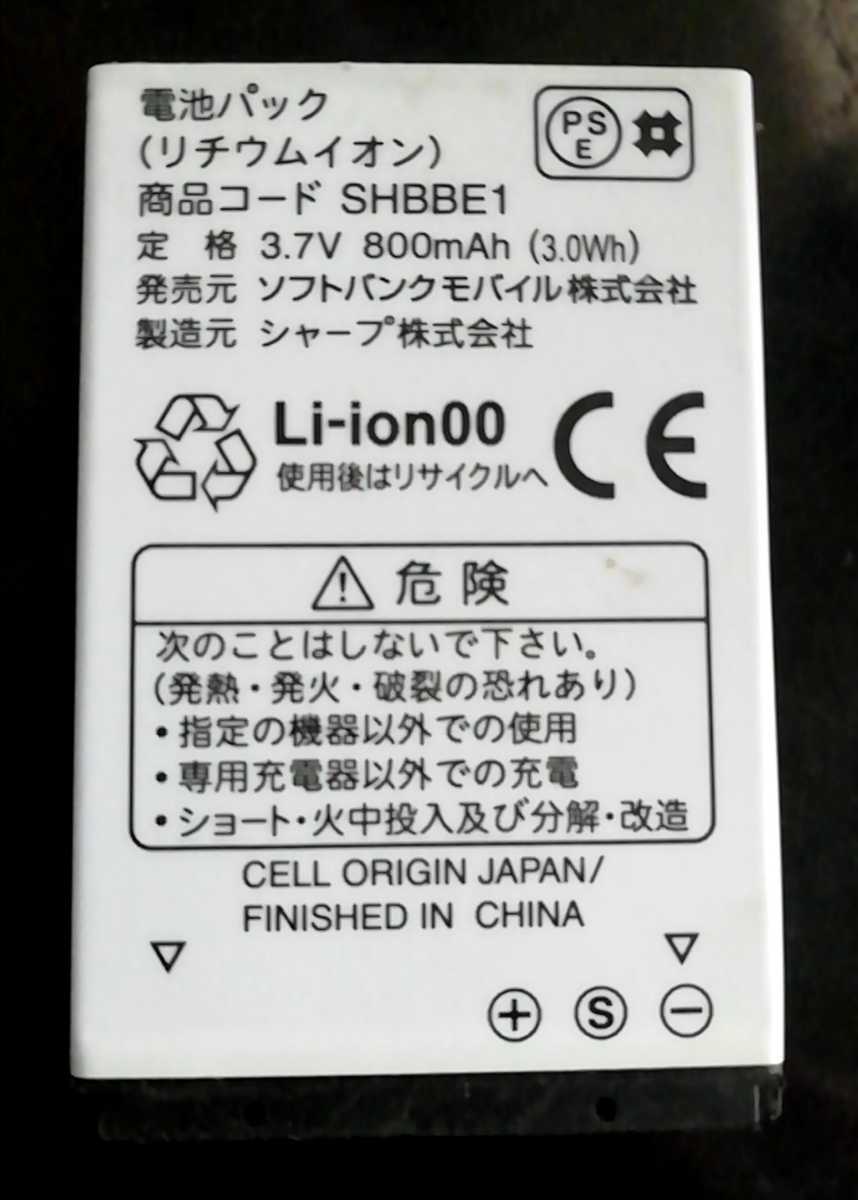 電池パック
(リチウムイオン)
商品コード SHBBE1
定 格 3.7V 800mAh (3.0Wh)
発売元 ソフトバンクモバイル株式会社
製造元 シャープ株式会社
PS
E
Li-ion00
使用後はリサイクルへ
CE
危険
次のことはしないで下さい。
(発熱・発火・破裂の恐れあり)
・指定の機器以外での使用
・専用充電器以外での充電
・ショート・火中投入及び分解・改造
CELL ORIGIN JAPAN/
FINISHED IN CHINA
+ S −